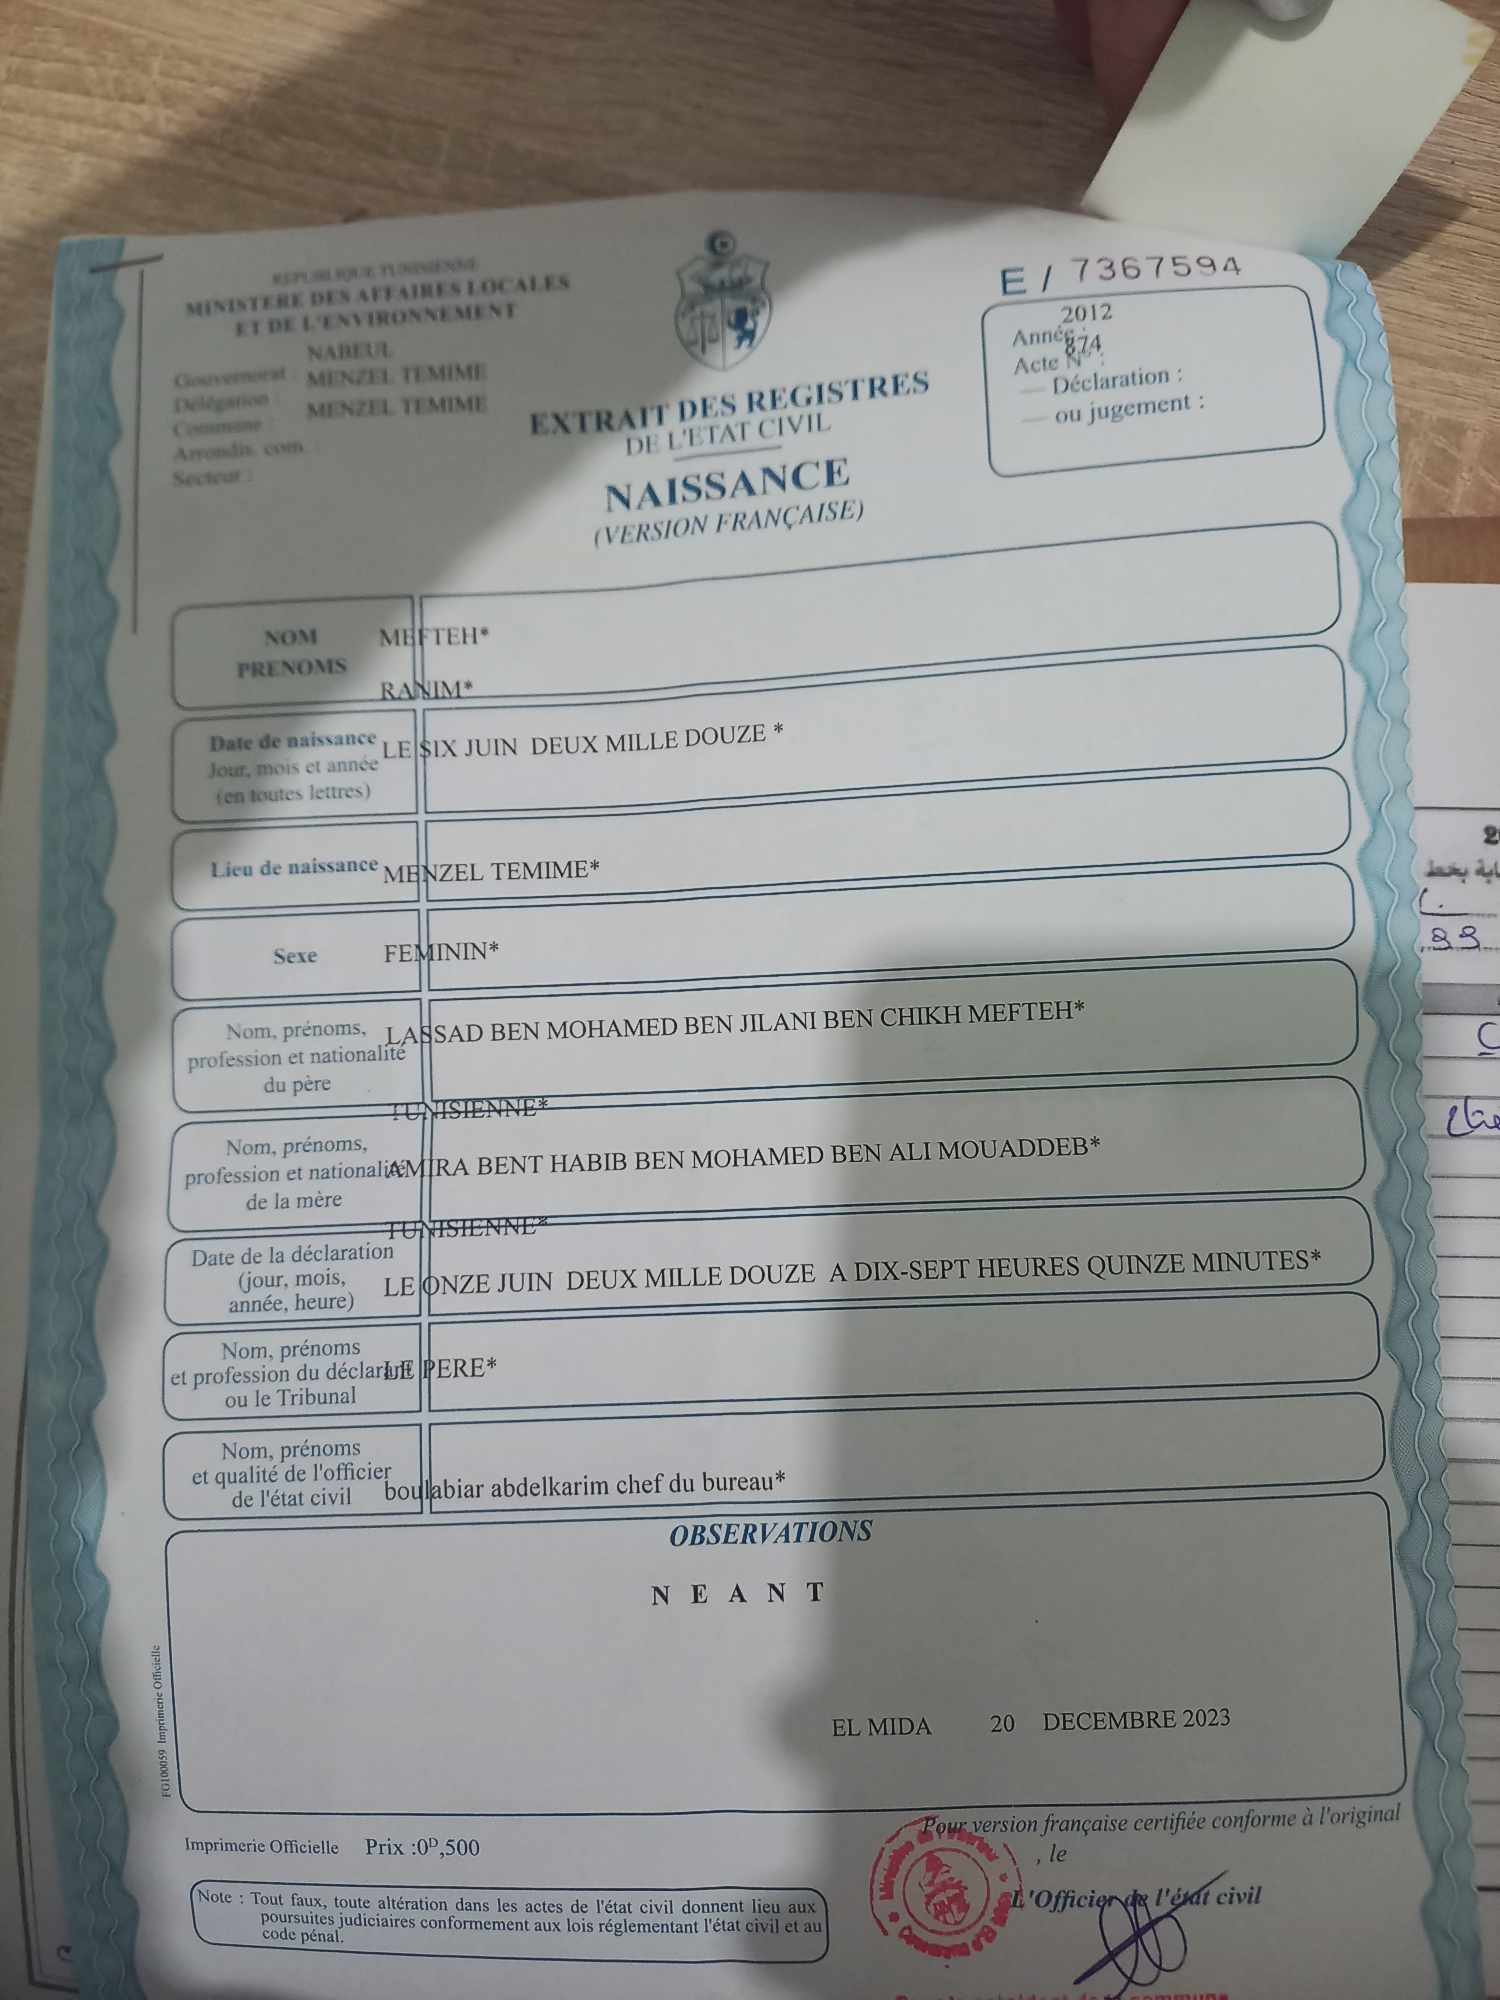 REPUBLIQUE TUNISIENNE
MINISTERE DES AFFAIRES LOCALES
ET DE L'ENVIRONNEMENT
NABEUL
Gouvernorat : MENZEL TEMIME
Délégation :
Commune : MENZEL TEMIME
Arrondis. com. :
Secteur :
E / 7367594
2012
Année :
874
Acte N° :
— Déclaration :
— ou jugement :
EXTRAIT DES REGISTRES
DE L'ETAT CIVIL
NAISSANCE
(VERSION FRANÇAISE)
NOM MEFTEH*
PRENOMS
RANIM*
Date de naissance
Jour, mois et année
(en toutes lettres)
LE SIX JUIN DEUX MILLE DOUZE *
Lieu de naissance MENZEL TEMIME*
Sexe FEMININ*
Nom, prénoms,
profession et nationalité
du père
LASSAD BEN MOHAMED BEN JILANI BEN CHIKH MEFTEH*
TUNISIENNE*
Nom, prénoms,
profession et nationalité
de la mère
AMIRA BENT HABIB BEN MOHAMED BEN ALI MOUADDEB*
TUNISIENNE*
Date de la déclaration
(jour, mois,
année, heure)
LE ONZE JUIN DEUX MILLE DOUZE A DIX-SEPT HEURES QUINZE MINUTES*
Nom, prénoms
et profession du déclarant
ou le Tribunal
LE PERE*
Nom, prénoms
et qualité de l'officier
de l'état civil
boulabiar abdelkarim chef du bureau*
OBSERVATIONS
N E A N T
EL MIDA 20 DECEMBRE 2023
FG100059 Imprimerie Officielle
Pour version française certifiée conforme à l'original
, le
L'Officier de l'état civil
Imprimerie Officielle Prix :0D,500
Note : Tout faux, toute altération dans les actes de l'état civil donnent lieu aux
poursuites judiciaires conformement aux lois réglementant l'état civil et au
code pénal.